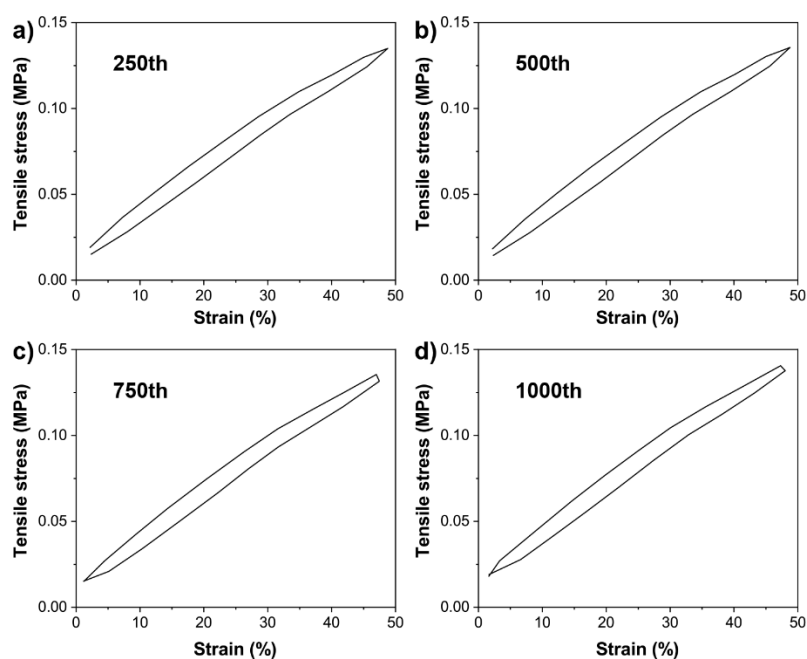 a)
250th
Tensile stress (MPa)
0.15
0.10
0.05
0.00
0 10 20 30 40 50
Strain (%)
b)
500th
Tensile stress (MPa)
0.15
0.10
0.05
0.00
0 10 20 30 40 50
Strain (%)
c)
750th
Tensile stress (MPa)
0.15
0.10
0.05
0.00
0 10 20 30 40 50
Strain (%)
d)
1000th
Tensile stress (MPa)
0.15
0.10
0.05
0.00
0 10 20 30 40 50
Strain (%)